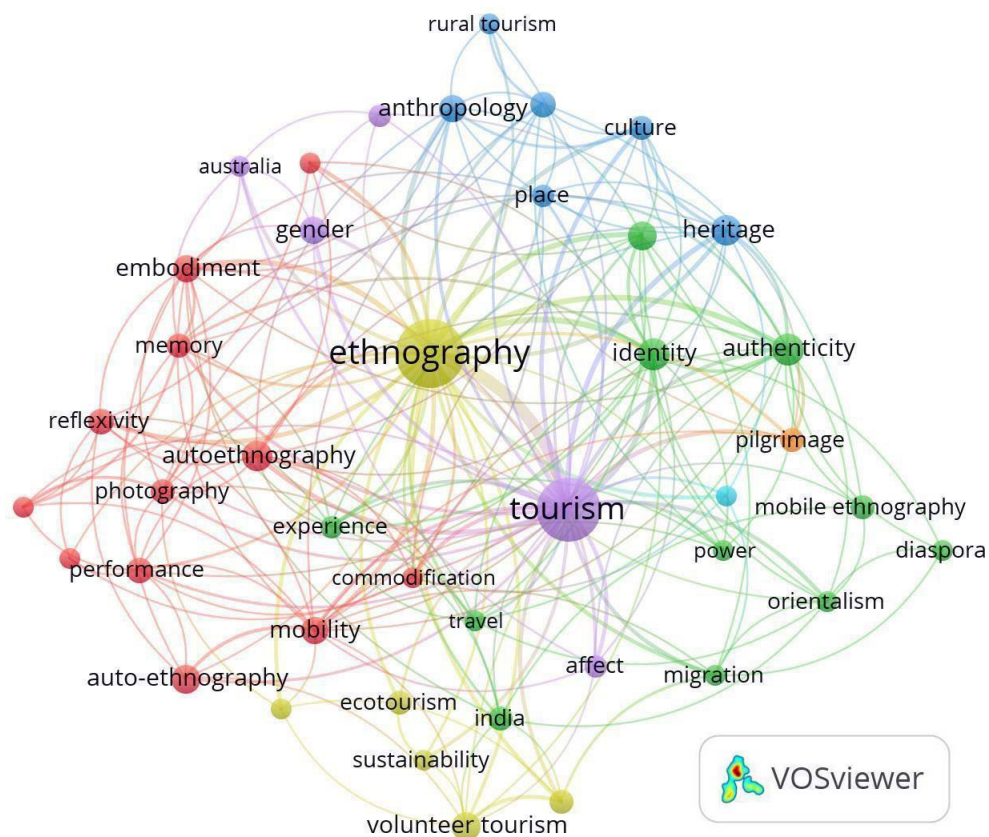 rural tourism
anthropology
culture
australia
place
gender
heritage
embodiment
memory
ethnography
identity
authenticity
reflexivity
autoethnography
pilgrimage
photography
tourism
mobile ethnography
experience
power
diaspora
performance
commodification
orientalism
travel
mobility
affect
migration
auto-ethnography
ecotourism
india
sustainability
VOSviewer
volunteer tourism